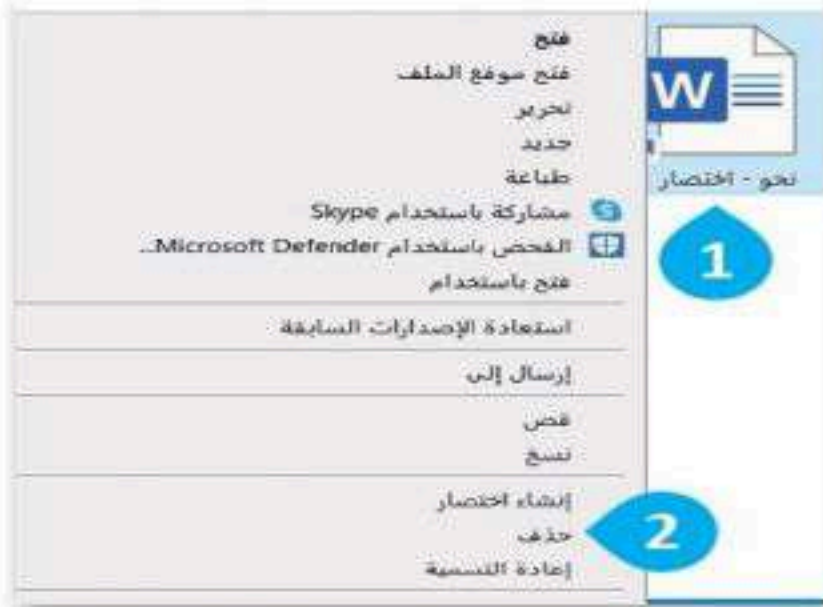 فتح
فتح موقع الملف
تحرير
جديد
طباعة
مشاركة باستخدام Skype
الفحص باستخدام Microsoft Defender...
فتح باستخدام
استعادة الإصدارات السابقة
إرسال إلى
قص
نسخ
إنشاء اختصار
حذف
إعادة التسمية
W
نحو - اختصار
1
2